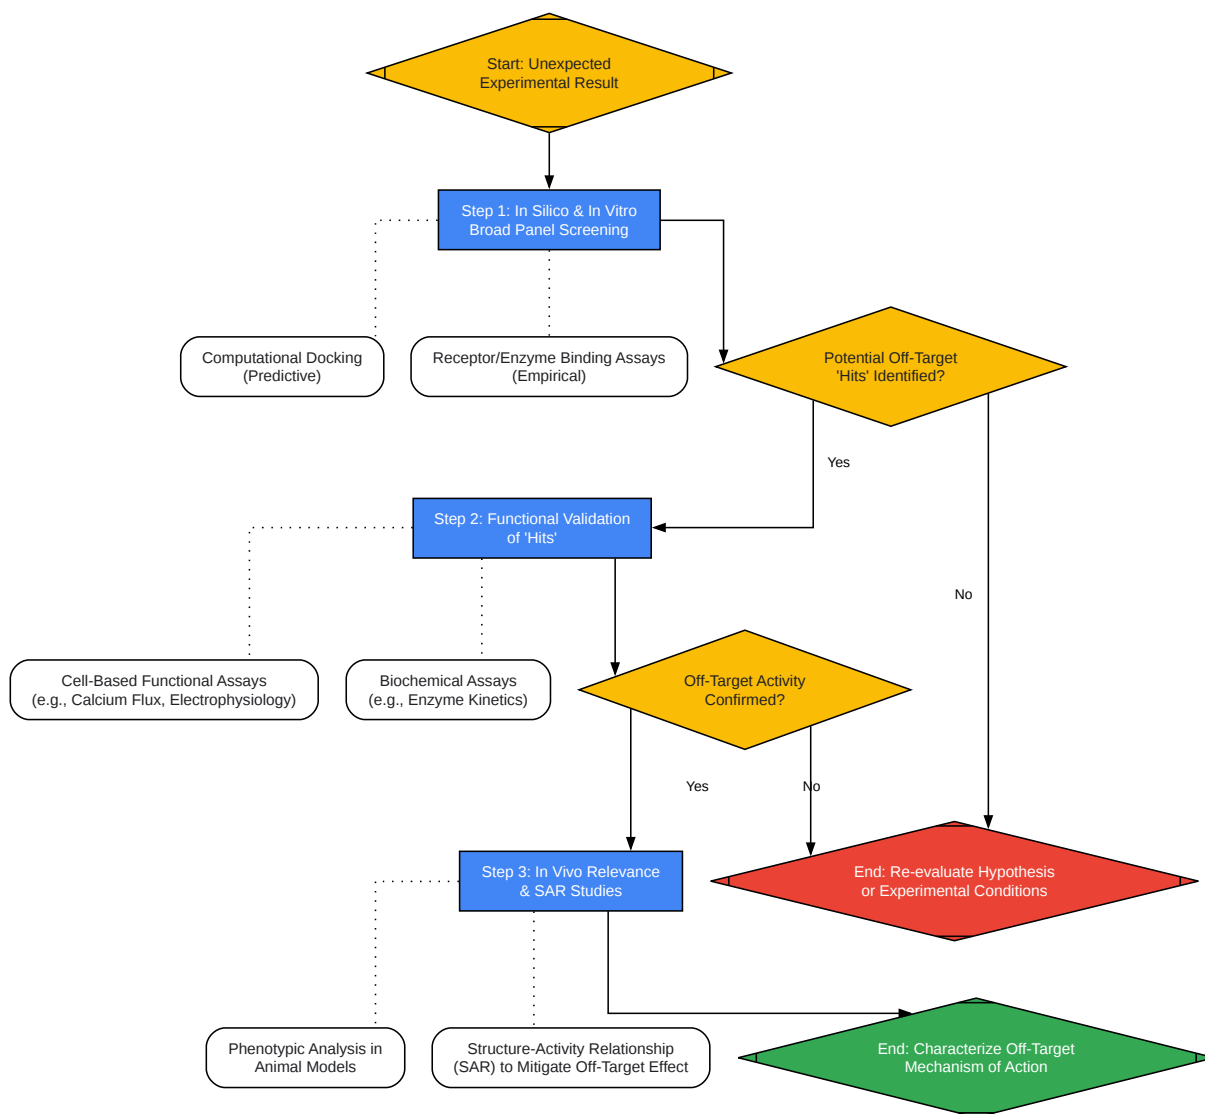 Start: Unexpected
Experimental Result
Step 1: In Silico & In Vitro
Broad Panel Screening
Computational Docking
(Predictive)
Receptor/Enzyme Binding Assays
(Empirical)
Potential Off-Target
'Hits' Identified?
Yes
No
Step 2: Functional Validation
of 'Hits'
Cell-Based Functional Assays
(e.g., Calcium Flux, Electrophysiology)
Biochemical Assays
(e.g., Enzyme Kinetics)
Off-Target Activity
Confirmed?
Yes
No
Step 3: In Vivo Relevance
& SAR Studies
End: Re-evaluate Hypothesis
or Experimental Conditions
Phenotypic Analysis in
Animal Models
Structure-Activity Relationship
(SAR) to Mitigate Off-Target Effect
End: Characterize Off-Target
Mechanism of Action